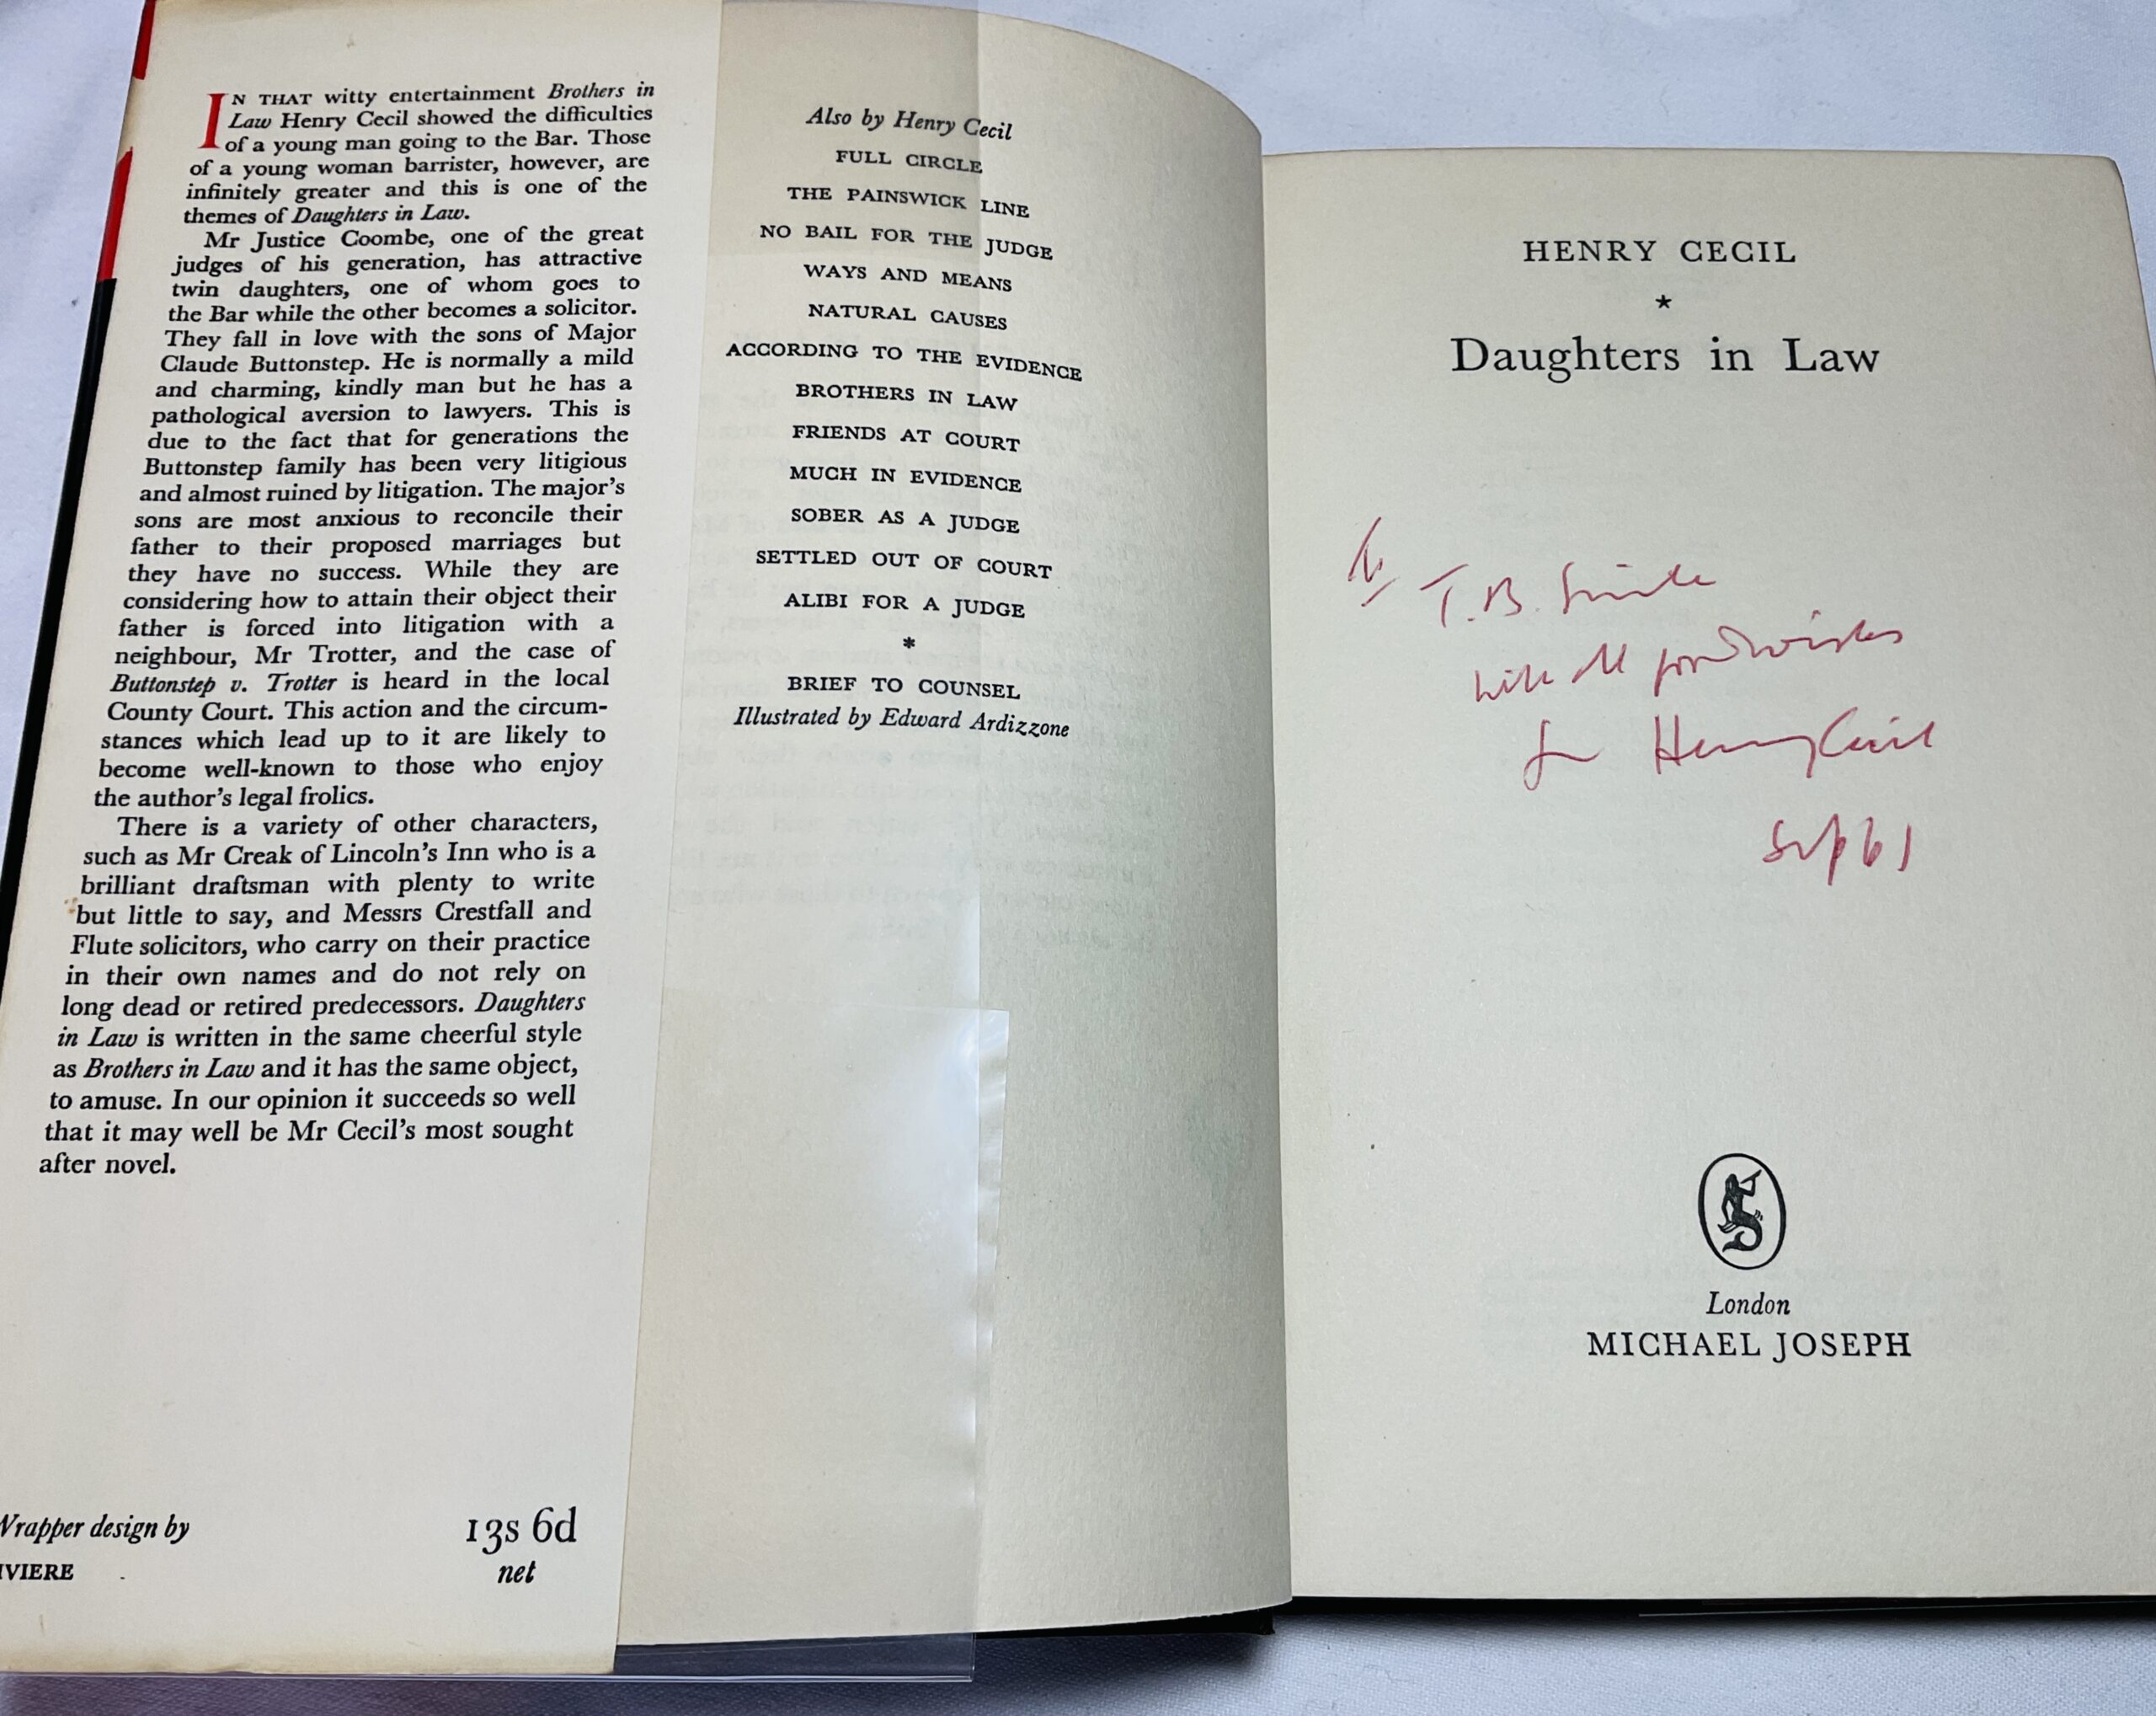 IN THAT witty entertainment Brothers in
Law Henry Cecil showed the difficulties
of a young man going to the Bar. Those
of a young woman barrister, however, are
infinitely greater and this is one of the
themes of Daughters in Law.
Mr Justice Coombe, one of the great
judges of his generation, has attractive
twin daughters, one of whom goes to
the Bar while the other becomes a solicitor.
They fall in love with the sons of Major
Claude Buttonstep. He is normally a mild
and charming, kindly man but he has a
pathological aversion to lawyers. This is
due to the fact that for generations the
Buttonstep family has been very litigious
and almost ruined by litigation. The major's
sons are most anxious to reconcile their
father to their proposed marriages but
they have no success. While they are
considering how to attain their object their
father is forced into litigation with a
neighbour, Mr Trotter, and the case of
Buttonstep v. Trotter is heard in the local
County Court. This action and the circum-
stances which lead up to it are likely to
become well-known to those who enjoy
the author's legal frolics.
There is a variety of other characters,
such as Mr Creak of Lincoln's Inn who is a
brilliant draftsman with plenty to write
but little to say, and Messrs Crestfall and
Flute solicitors, who carry on their practice
in their own names and do not rely on
long dead or retired predecessors. Daughters
in Law is written in the same cheerful style
as Brothers in Law and it has the same object,
to amuse. In our opinion it succeeds so well
that it may well be Mr Cecil's most sought
after novel.
Wrapper design by
IVIERE
13s 6d
net
Also by Henry Cecil
FULL CIRCLE
THE PAINSWICK LINE
NO BAIL FOR THE JUDGE
WAYS AND MEANS
NATURAL CAUSES
ACCORDING TO THE EVIDENCE
BROTHERS IN LAW
FRIENDS AT COURT
MUCH IN EVIDENCE
SOBER AS A JUDGE
SETTLED OUT OF COURT
ALIBI FOR A JUDGE
*
BRIEF TO COUNSEL
Illustrated by Edward Ardizzone
HENRY CECIL
★
Daughters in Law
To T.B.
with all good wishes
from Henry Cecil
Sep 61
London
MICHAEL JOSEPH